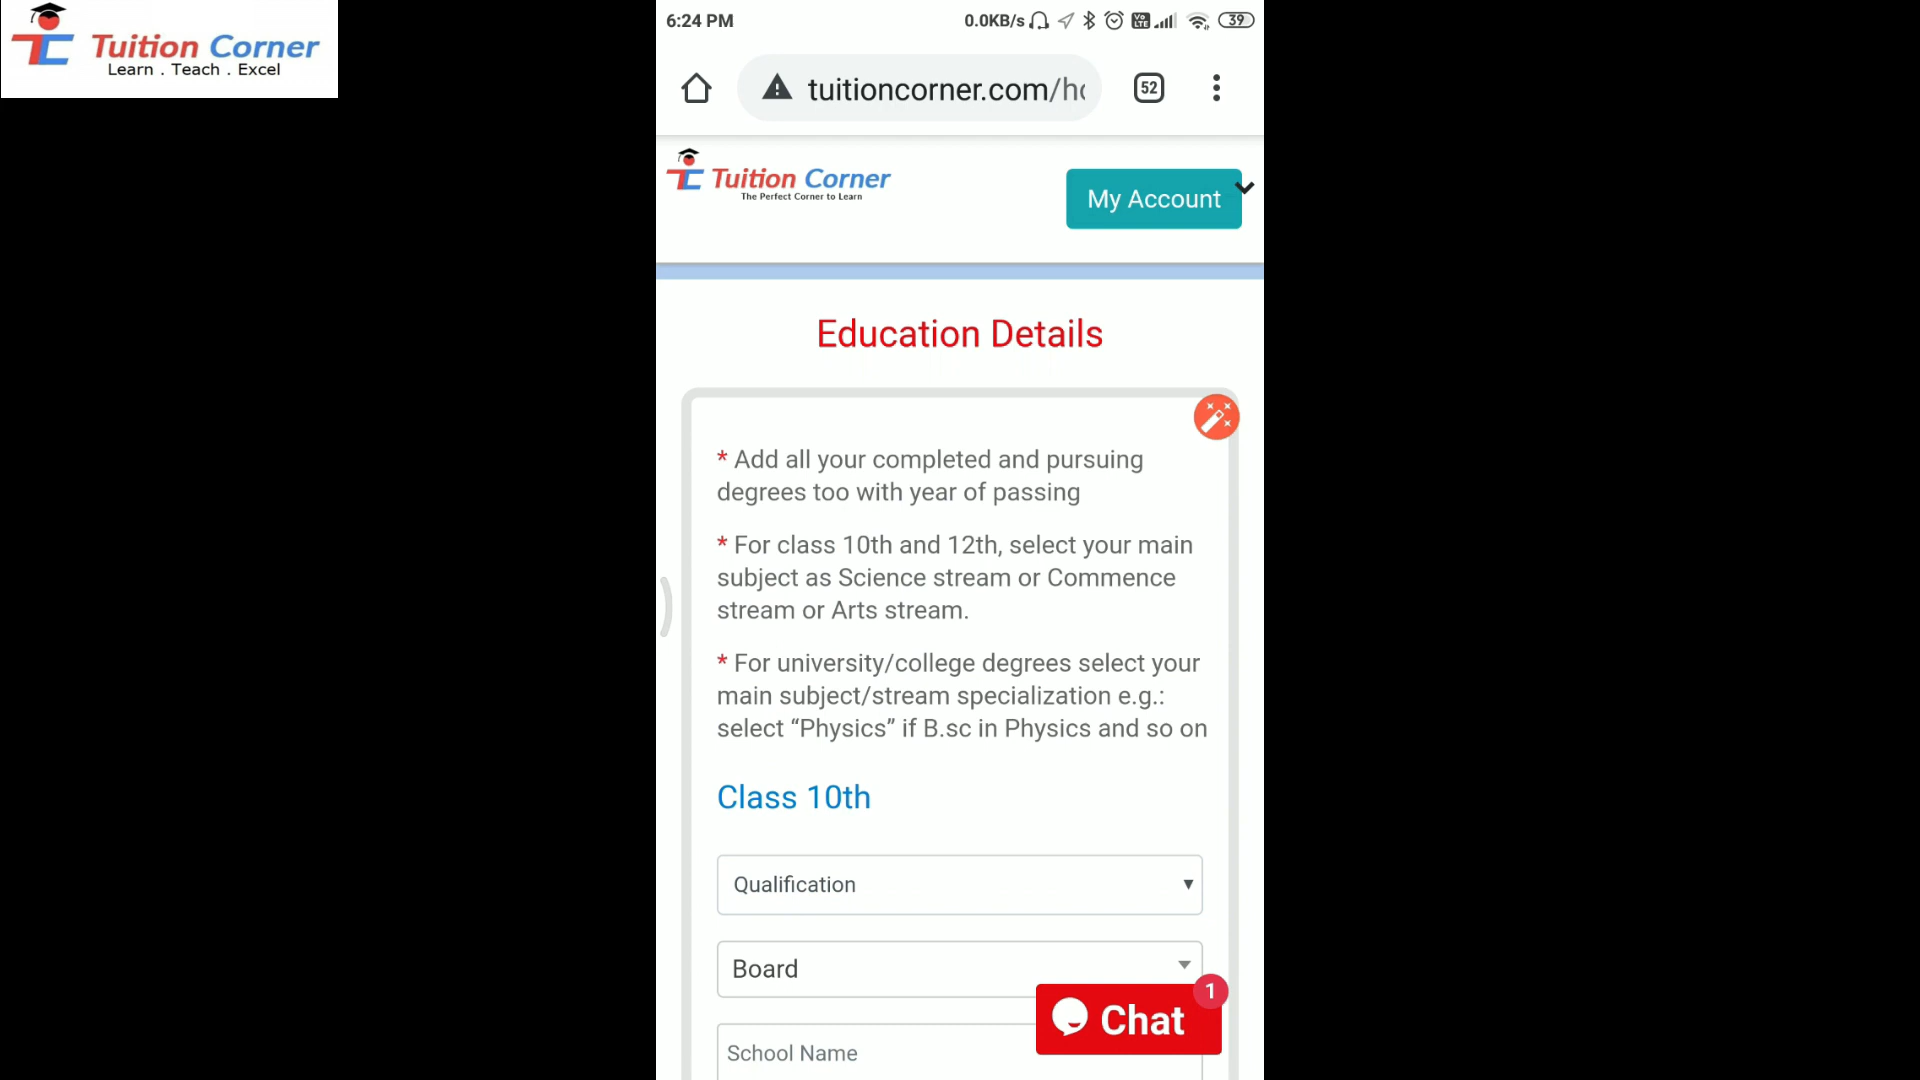 Tuition Corner
Learn . Teach . Excel
6:24 PM
0.0KB/s
Vo LTE
39
tuitioncorner.com/ho
52
Tuition Corner
The Perfect Corner to Learn
My Account
Education Details
* Add all your completed and pursuing
degrees too with year of passing
* For class 10th and 12th, select your main
subject as Science stream or Commence
stream or Arts stream.
* For university/college degrees select your
main subject/stream specialization e.g.:
select “Physics” if B.sc in Physics and so on
Class 10th
Qualification
Board
1
Chat
School Name